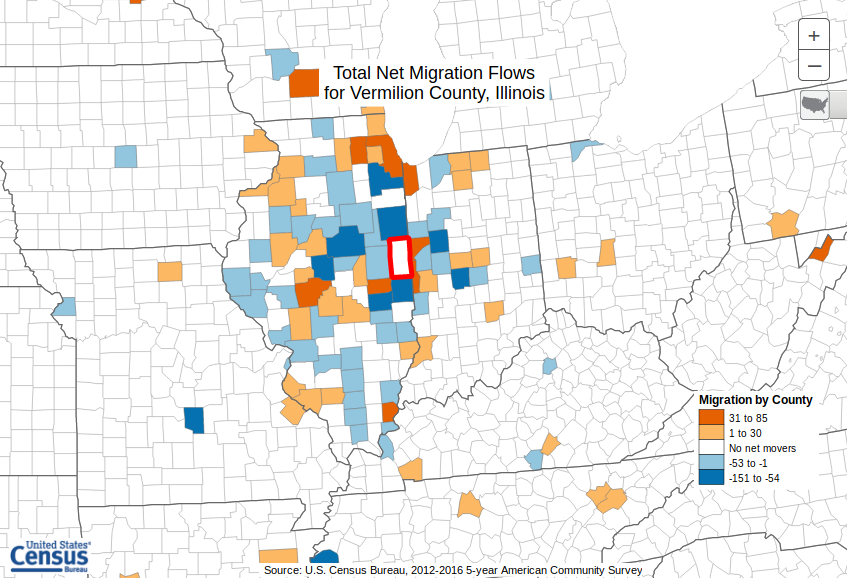 Total Net Migration Flows
for Vermilion County, Illinois
+
−
Migration by County
31 to 85
1 to 30
No net movers
-53 to -1
-151 to -54
United States®
Census
Bureau
Source: U.S. Census Bureau, 2012-2016 5-year American Community Survey